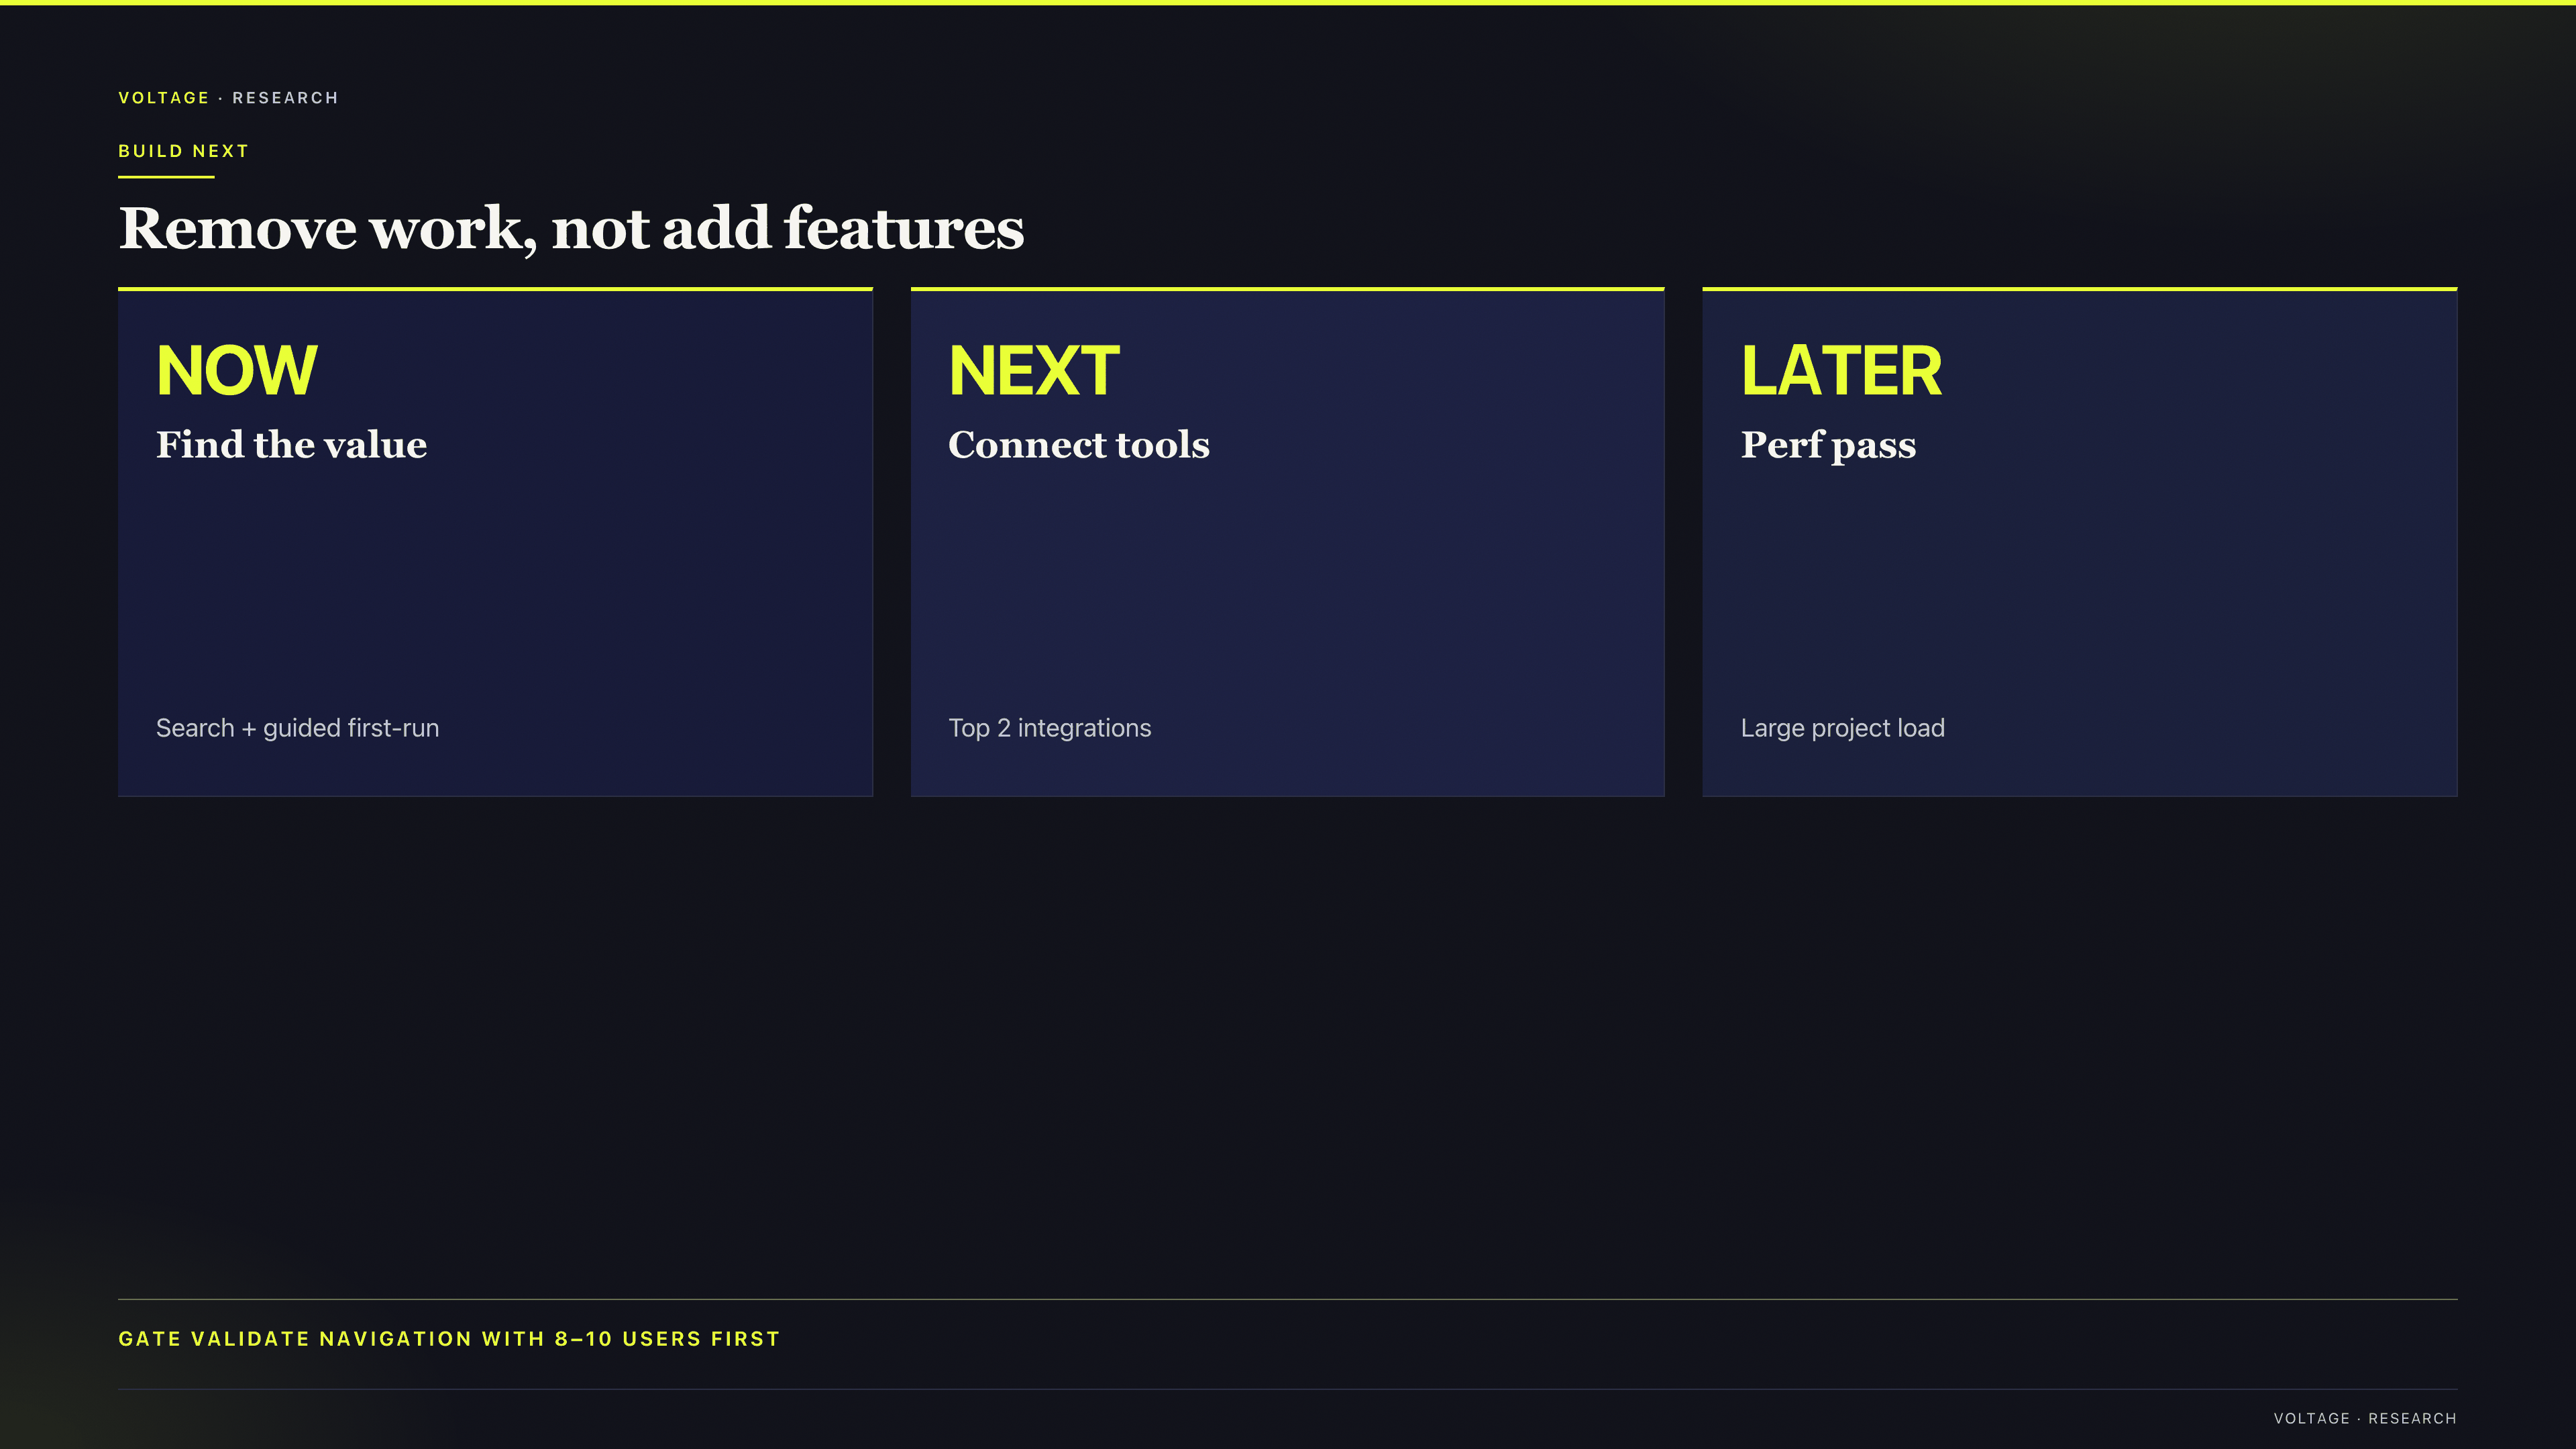 VOLTAGE · RESEARCH
BUILD NEXT
Remove work, not add features
NOW
Find the value
Search + guided first-run
NEXT
Connect tools
Top 2 integrations
LATER
Perf pass
Large project load
GATE VALIDATE NAVIGATION WITH 8–10 USERS FIRST
VOLTAGE · RESEARCH